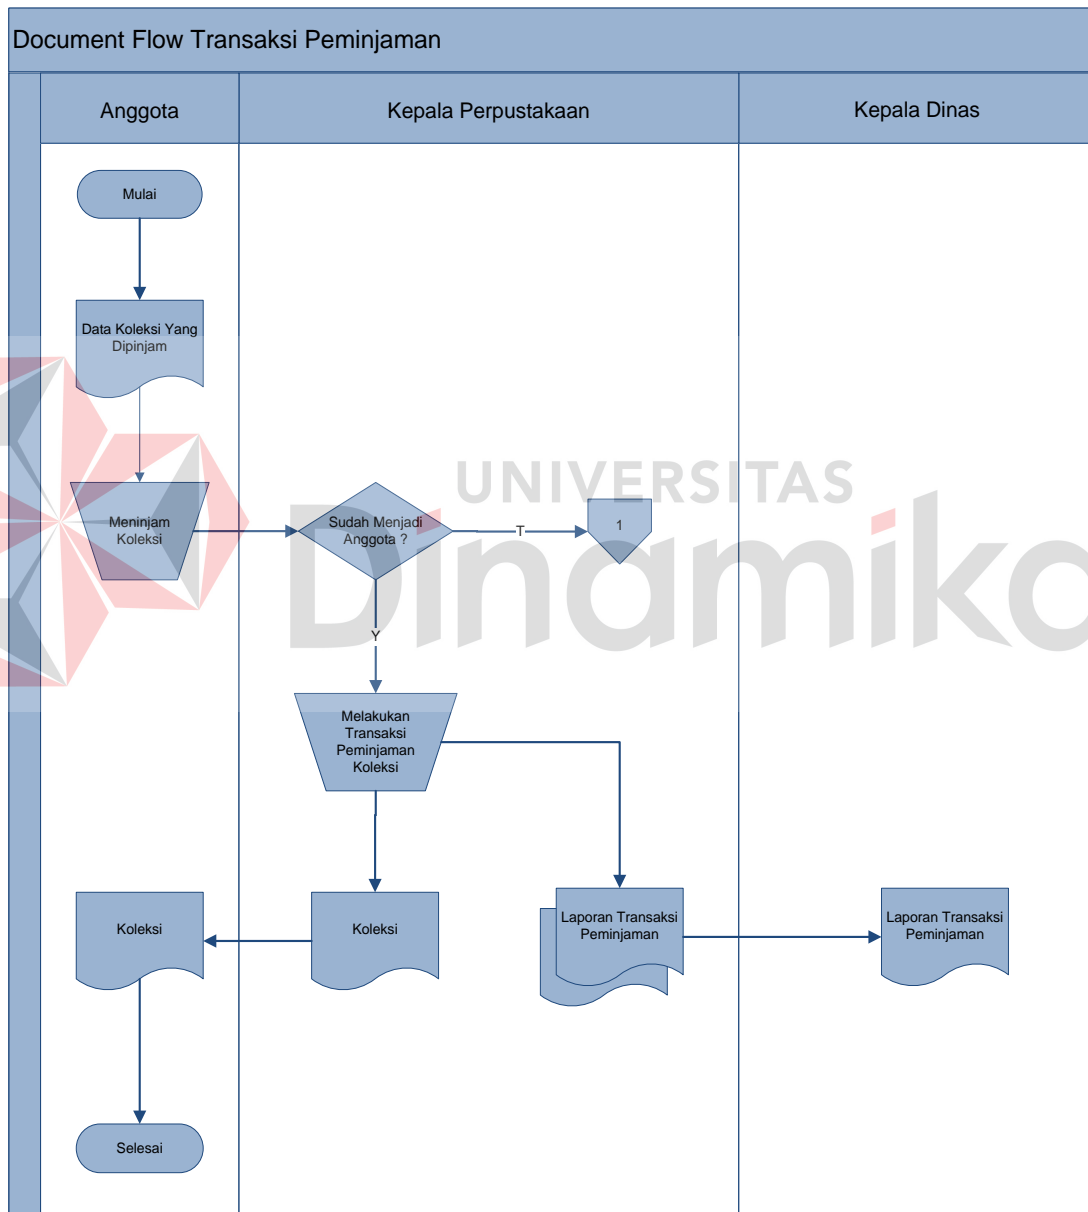 Document Flow Transaksi Peminjaman
Anggota
Kepala Perpustakaan
Kepala Dinas
Mulai
Data Koleksi Yang
Dipinjam
UNIVERSITAS
Dinamika
Meninjam
Koleksi
Sudah Menjadi
Anggota ?
T
1
Y
Melakukan
Transaksi
Peminjaman
Koleksi
Koleksi
Koleksi
Laporan Transaksi
Peminjaman
Laporan Transaksi
Peminjaman
Selesai